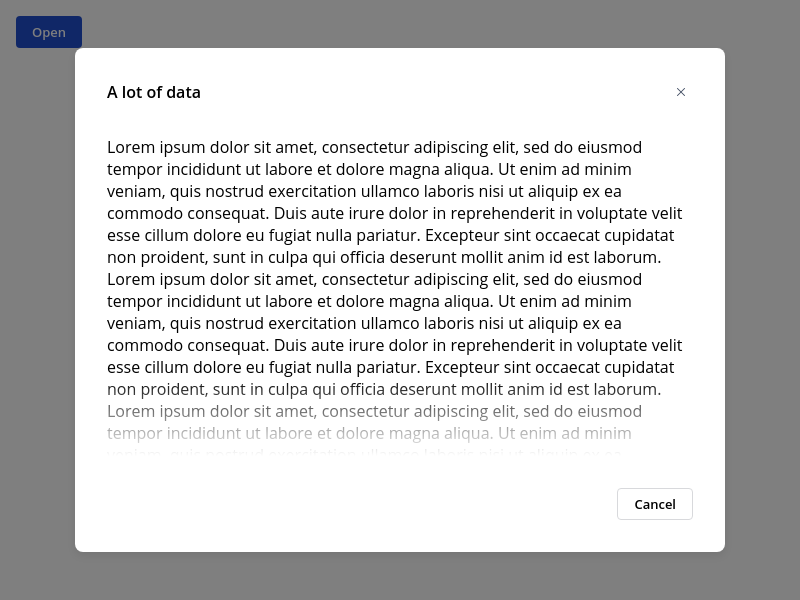 Open
A lot of data
Lorem ipsum dolor sit amet, consectetur adipiscing elit, sed do eiusmod
tempor incididunt ut labore et dolore magna aliqua. Ut enim ad minim
veniam, quis nostrud exercitation ullamco laboris nisi ut aliquip ex ea
commodo consequat. Duis aute irure dolor in reprehenderit in voluptate velit
esse cillum dolore eu fugiat nulla pariatur. Excepteur sint occaecat cupidatat
non proident, sunt in culpa qui officia deserunt mollit anim id est laborum.
Lorem ipsum dolor sit amet, consectetur adipiscing elit, sed do eiusmod
tempor incididunt ut labore et dolore magna aliqua. Ut enim ad minim
veniam, quis nostrud exercitation ullamco laboris nisi ut aliquip ex ea
commodo consequat. Duis aute irure dolor in reprehenderit in voluptate velit
esse cillum dolore eu fugiat nulla pariatur. Excepteur sint occaecat cupidatat
non proident, sunt in culpa qui officia deserunt mollit anim id est laborum.
Lorem ipsum dolor sit amet, consectetur adipiscing elit, sed do eiusmod
tempor incididunt ut labore et dolore magna aliqua. Ut enim ad minim
Cancel